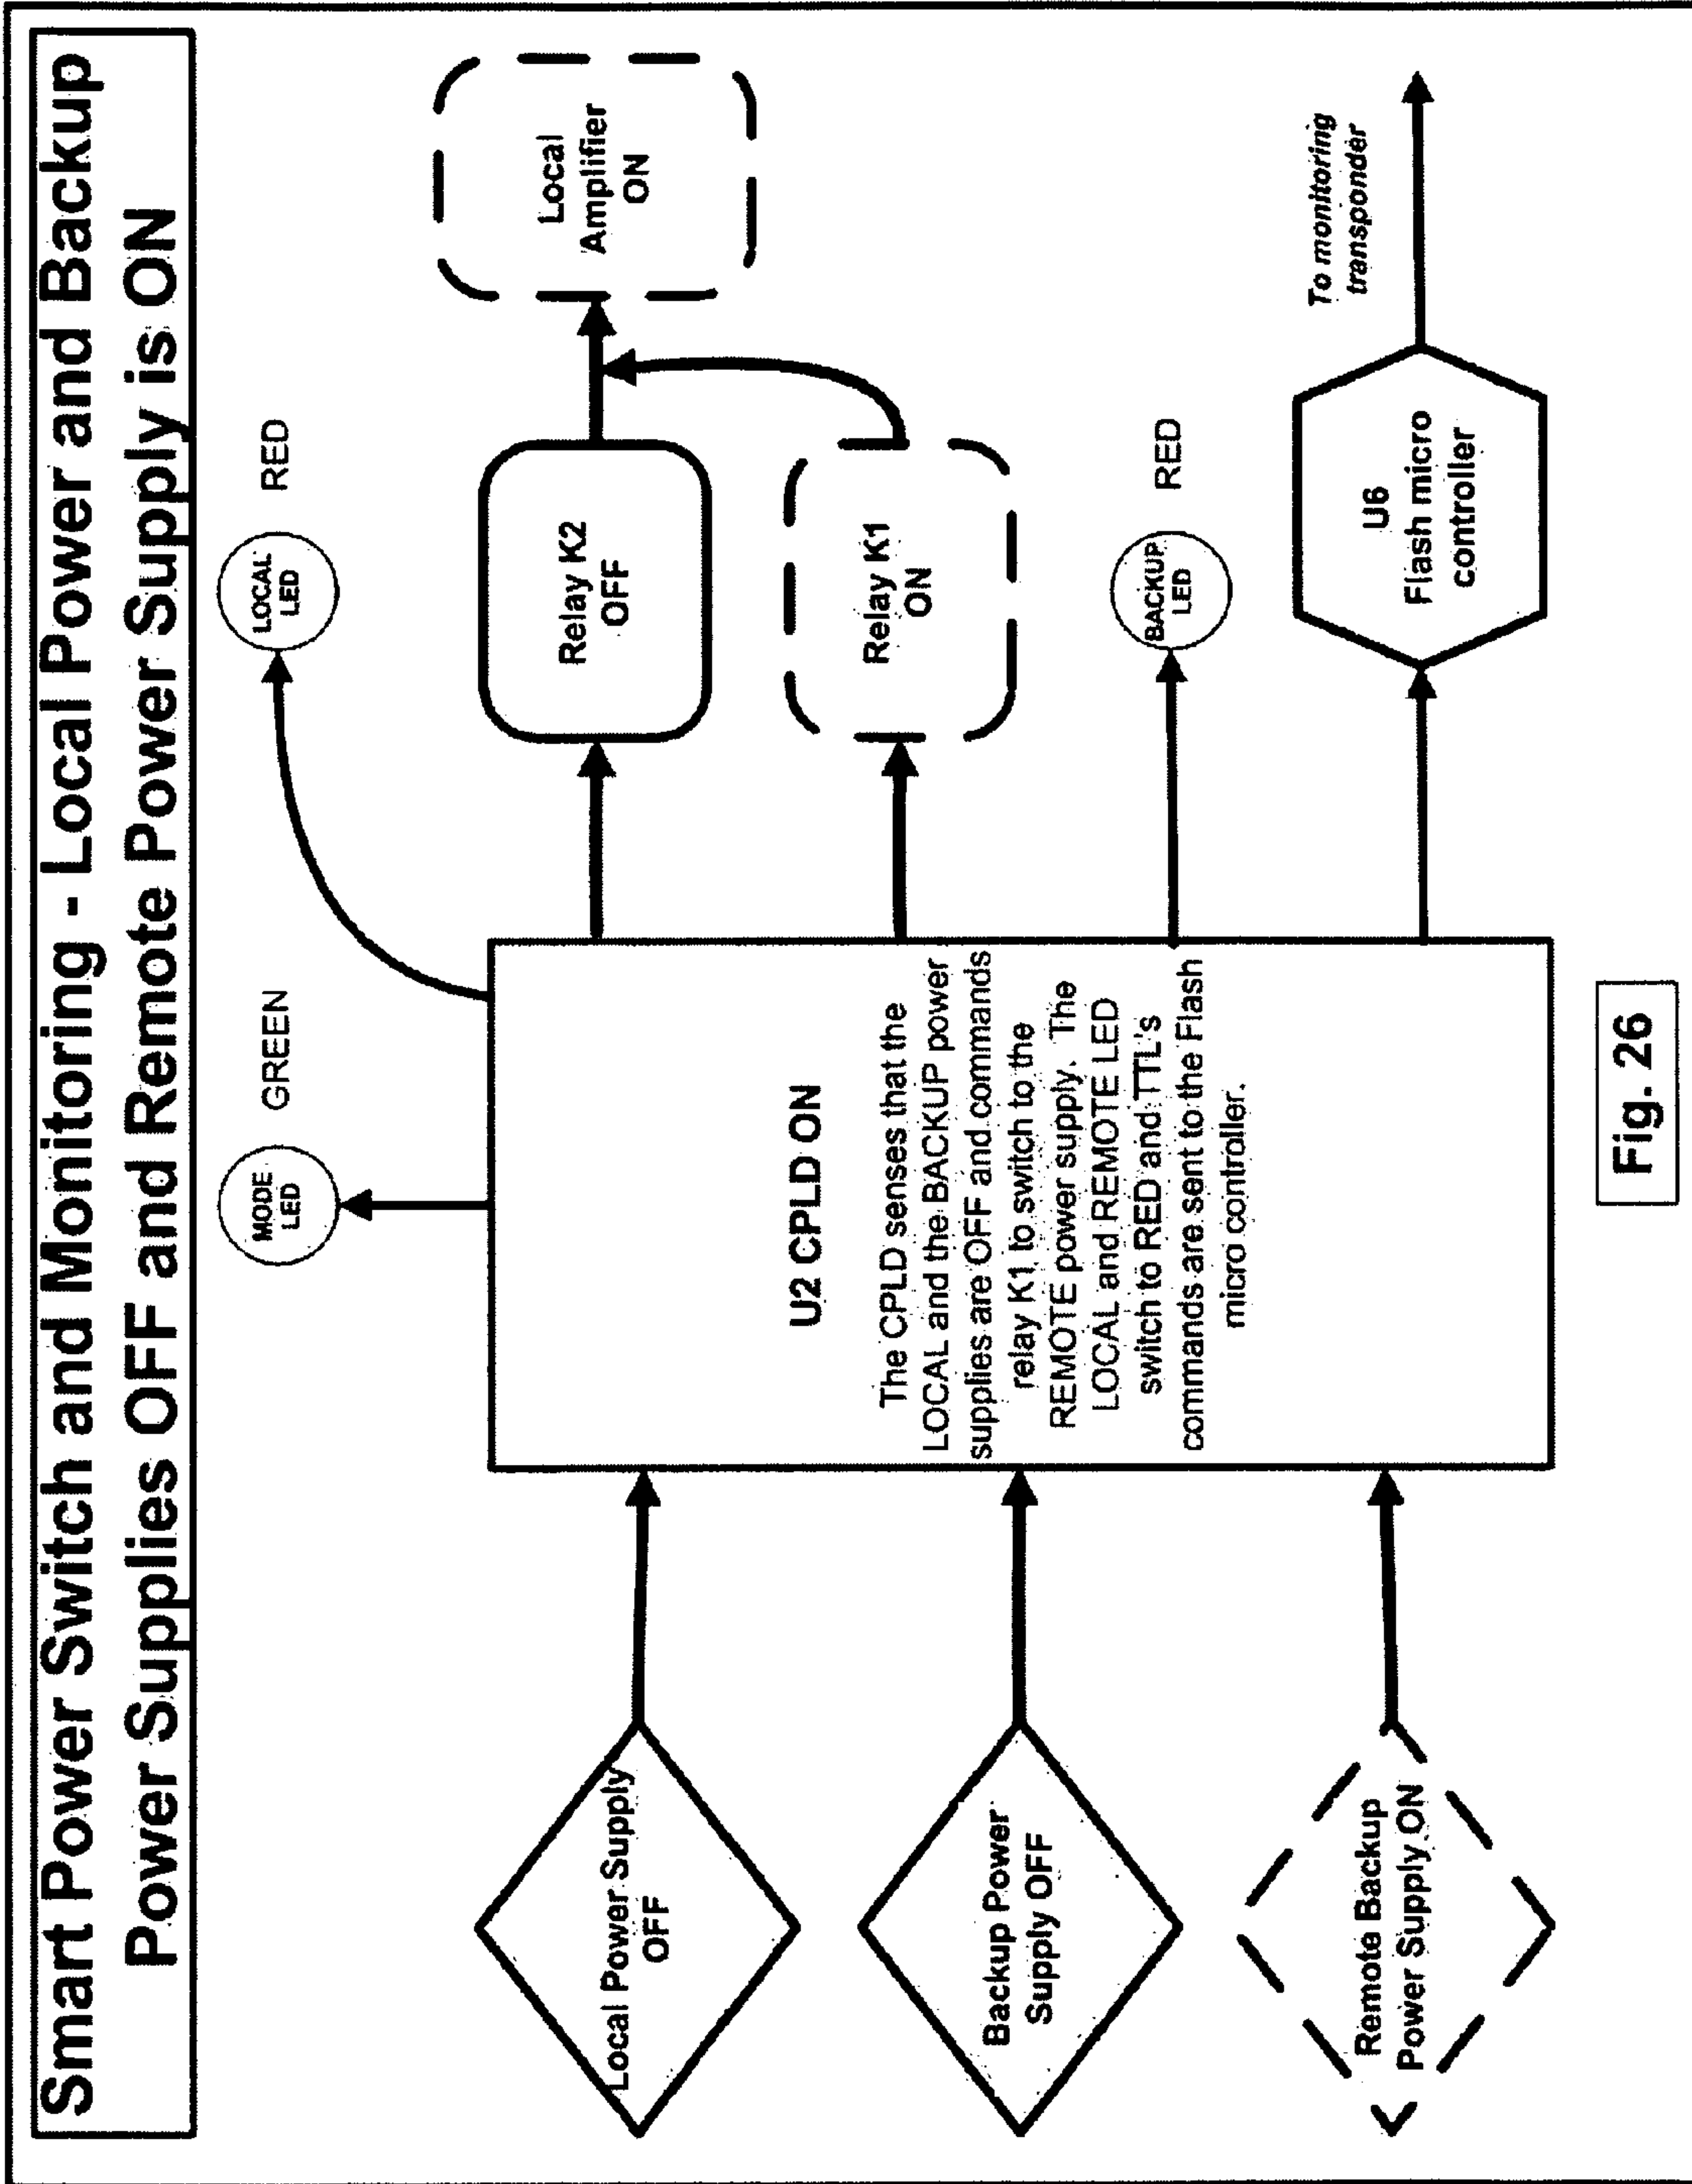 Smart Power Switch and Monitoring - Local Power and Backup
Power Supplies OFF and Remote Power Supply is ON
MODE
LED
GREEN
LOCAL
LED
RED
Local Power Supply
OFF
Backup Power
Supply OFF
Remote Backup
Power Supply ON
U2 CPLD ON
The CPLD senses that the
LOCAL and the BACKUP power
supplies are OFF and commands
relay K1 to switch to the
REMOTE power supply. The
LOCAL and REMOTE LED
switch to RED and TTL's
commands are sent to the Flash
micro controller.
Relay K2
OFF
Relay K1
ON
Local
Amplifier
ON
BACKUP
LED
RED
U6
Flash micro
controller
To monitoring
transponder
Fig. 26